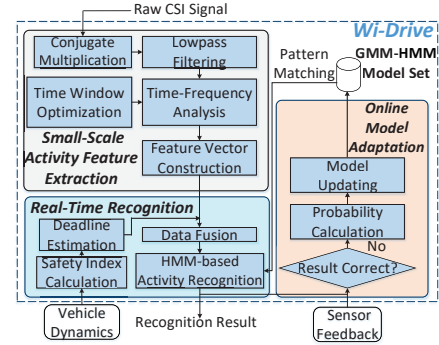 Raw CSI Signal
Wi-Drive
Conjugate
Multiplication
Lowpass
Filtering
Pattern
Matching
GMM-HMM
Model Set
Time Window
Optimization
Time-Frequency
Analysis
Small-Scale
Activity Feature
Extraction
Feature Vector
Construction
Online
Model
Adaptation
Model
Updating
Probability
Calculation
No
Result Correct?
Real-Time Recognition
Deadline
Estimation
Data Fusion
Safety Index
Calculation
HMM-based
Activity Recognition
Vehicle
Dynamics
Recognition Result
Sensor
Feedback